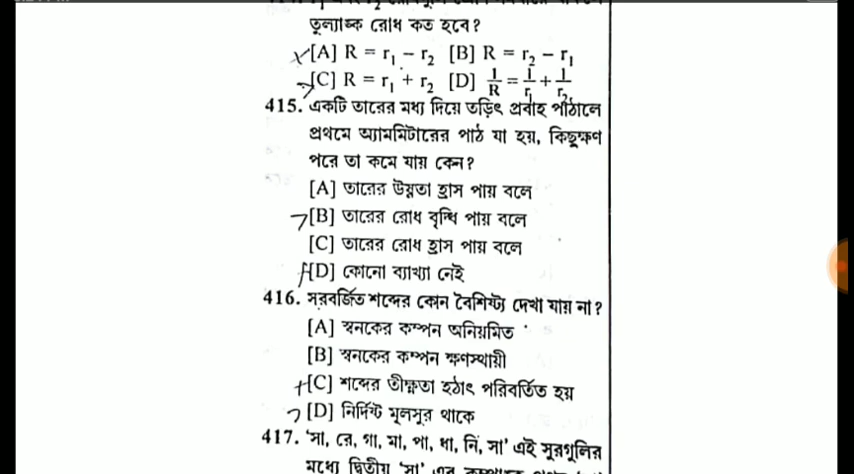 তুল্যাঙ্ক রোধ কত হবে?
[A] R = r₁ − r₂ [B] R = r₂ − r₁
[C] R = r₁ + r₂ [D] 1/R = 1/r₁ + 1/r₂
415. একটি তারের মধ্য দিয়ে তড়িৎ প্রবাহ পাঠালে
প্রথমে অ্যামমিটারের পাঠ যা হয়, কিছুক্ষণ
পরে তা কমে যায় কেন?
[A] তারের উষ্ণতা হ্রাস পায় বলে
[B] তারের রোধ বৃদ্ধি পায় বলে
[C] তারের রোধ হ্রাস পায় বলে
[D] কোনো ব্যাখ্যা নেই
416. সুরবর্জিত শব্দের কোন বৈশিষ্ট্য দেখা যায় না?
[A] স্বনকের কম্পন অনিয়মিত
[B] স্বনকের কম্পন ক্ষণস্থায়ী
[C] শব্দের তীক্ষ্ণতা হঠাৎ পরিবর্তিত হয়
[D] নির্দিষ্ট মূলসুর থাকে
417. 'সা, রে, গা, মা, পা, ধা, নি, সা' এই সুরগুলির
মধ্যে দ্বিতীয় 'সা' এর